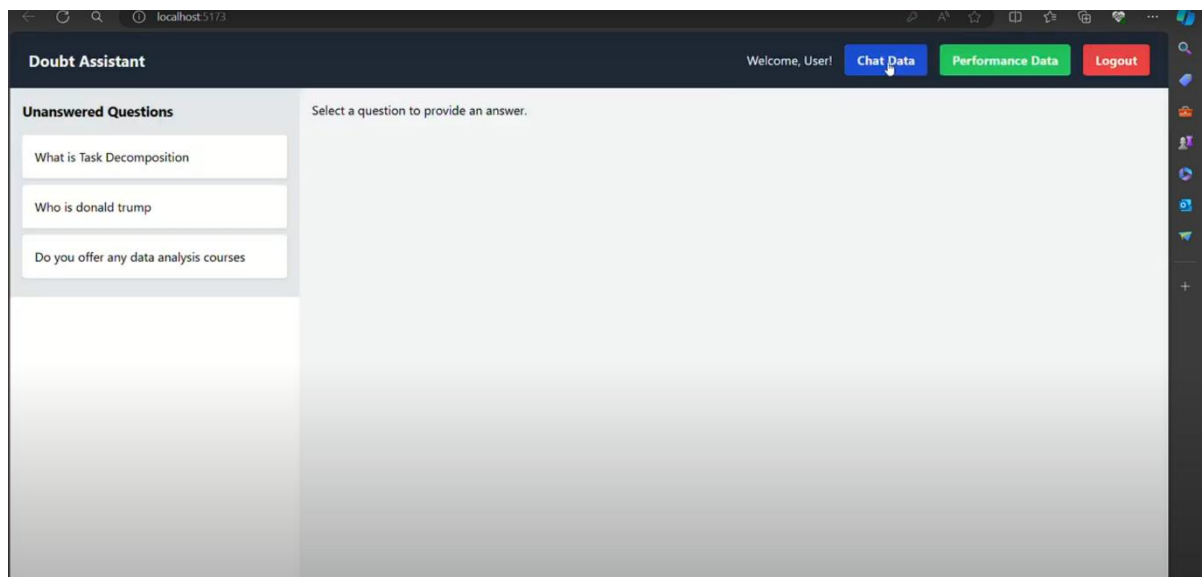 localhost:5173
Doubt Assistant
Welcome, User!
Chat Data
Performance Data
Logout
Unanswered Questions
Select a question to provide an answer.
What is Task Decomposition
Who is donald trump
Do you offer any data analysis courses